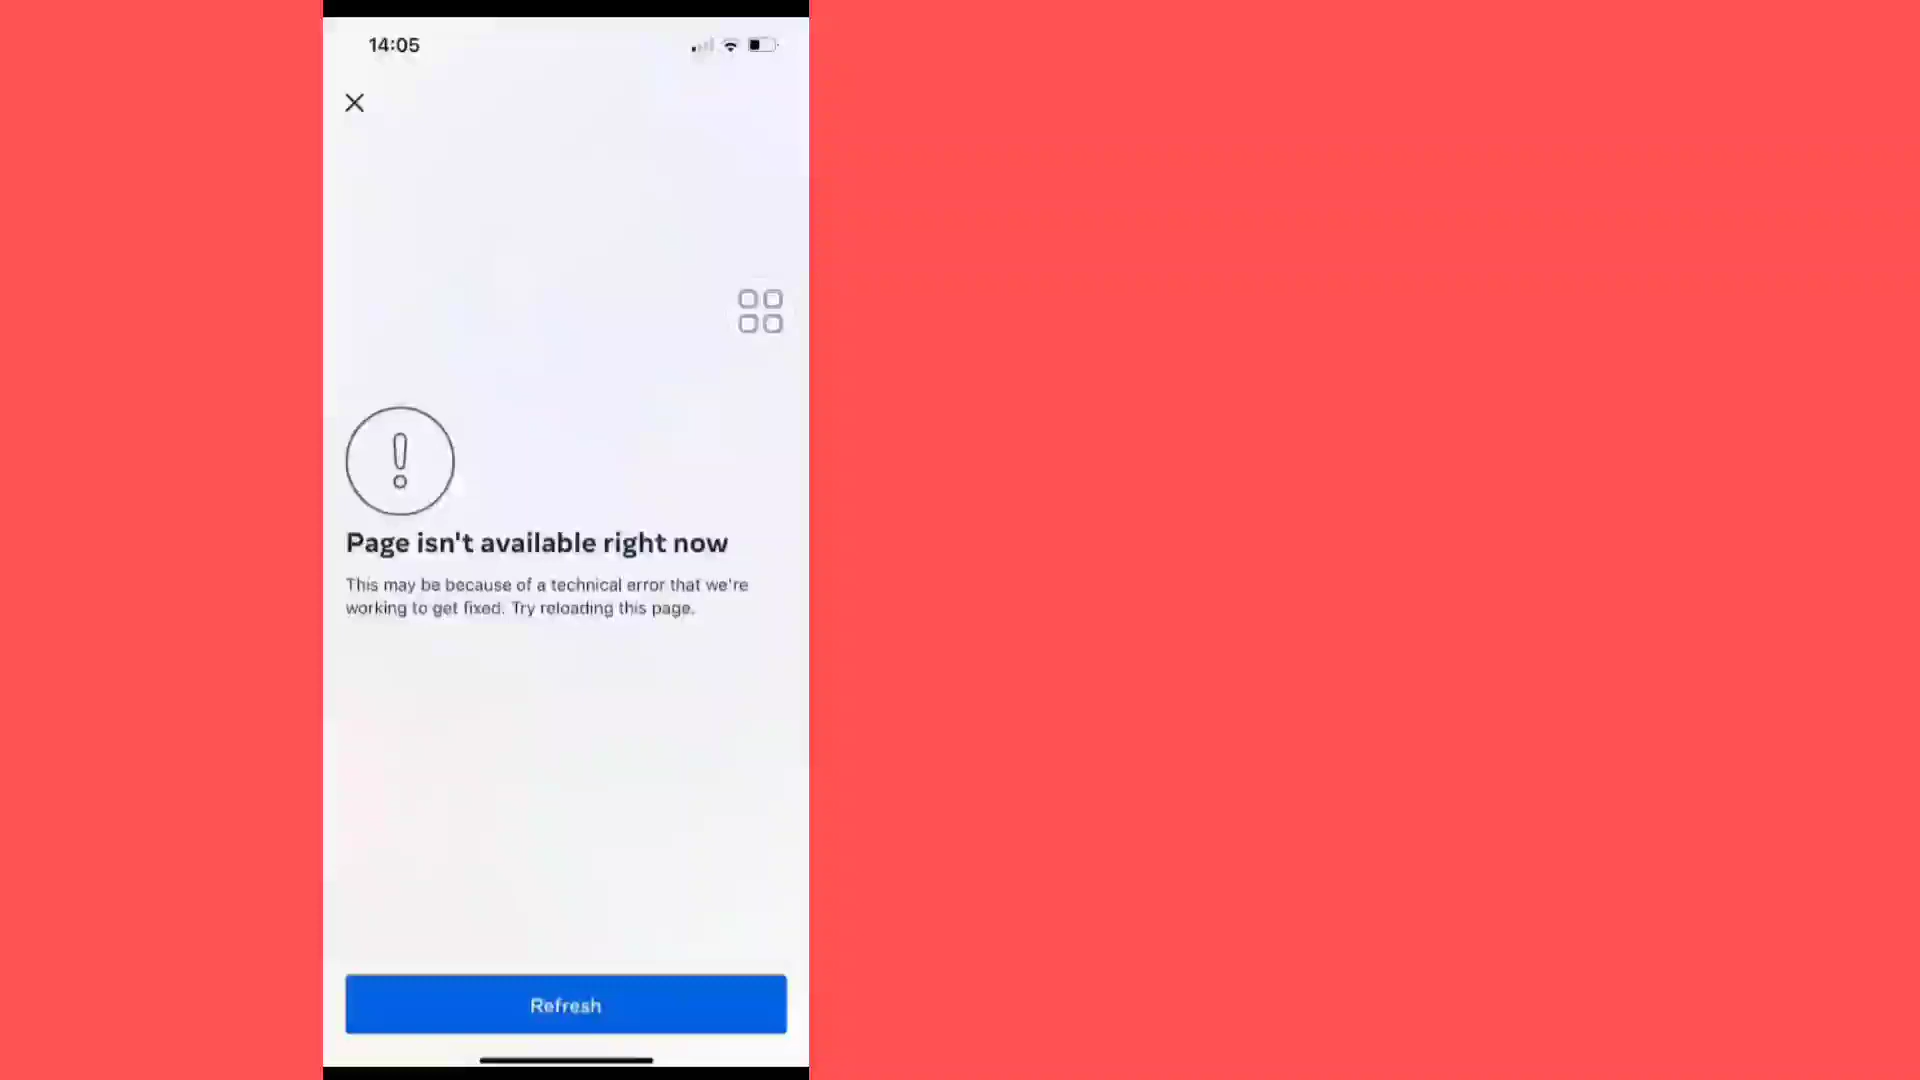 14:05
Page isn't available right now
This may be because of a technical error that we're
working to get fixed. Try reloading this page.
Refresh